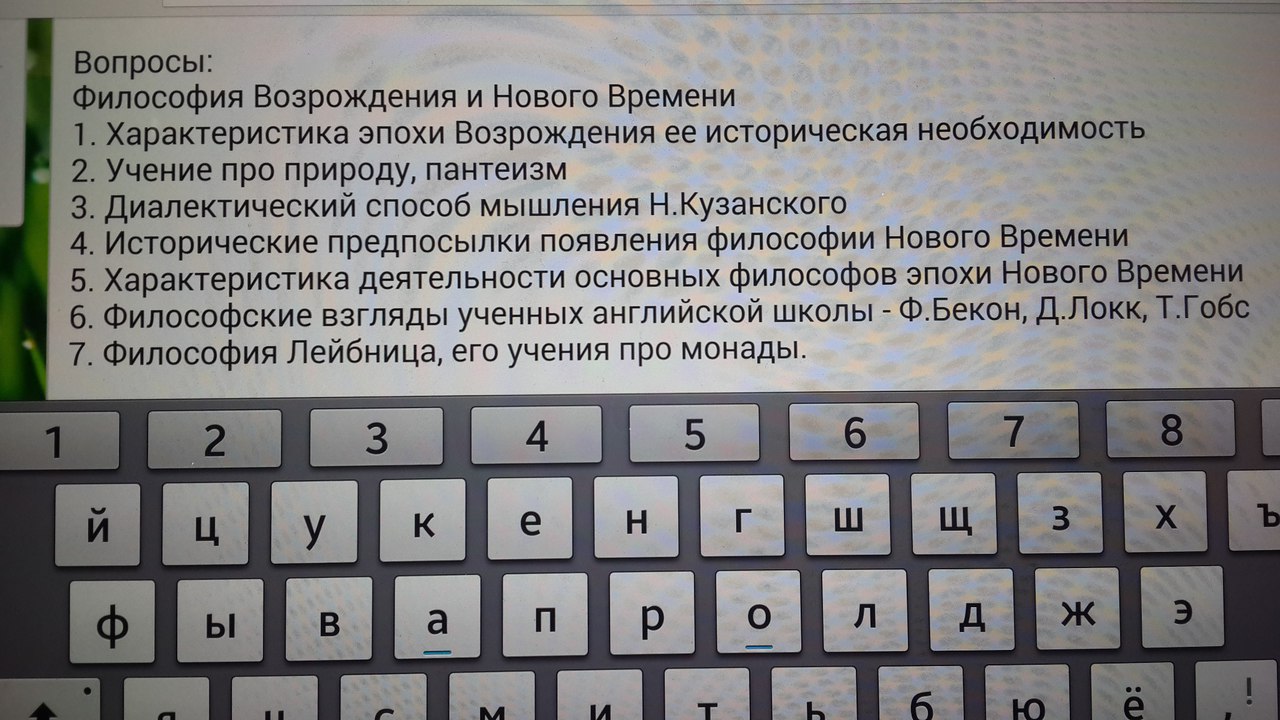 Вопросы:
Философия Возрождения и Нового Времени
1. Характеристика эпохи Возрождения ее историческая необходимость
2. Учение про природу, пантеизм
3. Диалектический способ мышления Н.Кузанского
4. Исторические предпосылки появления философии Нового Времени
5. Характеристика деятельности основных философов эпохи Нового Времени
6. Философские взгляды ученных английской школы - Ф.Бекон, Д.Локк, Т.Гобс
7. Философия Лейбница, его учения про монады.
1 2 3 4 5 6 7 8
й ц у к е н г ш щ з х ъ
ф ы в а п р о л д ж э
я ч с м и т ь б ю ё , !